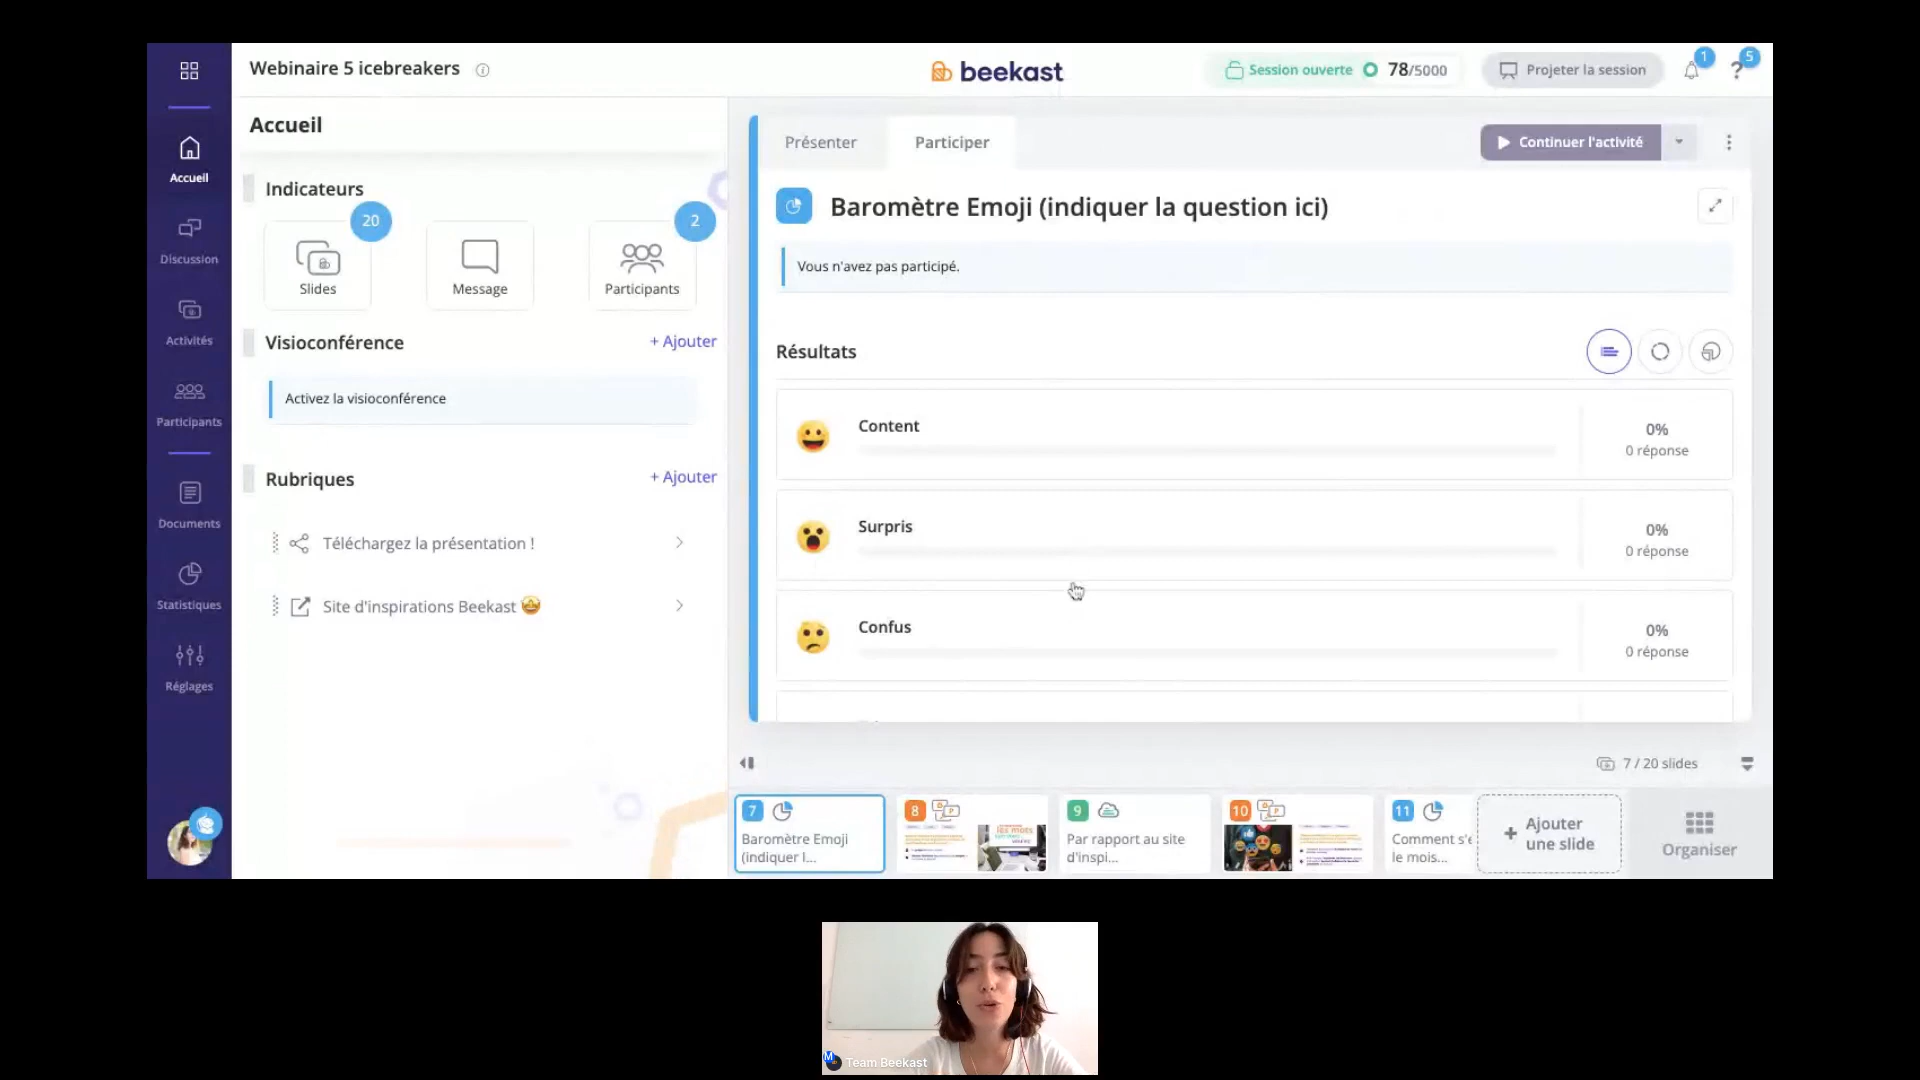 Webinaire 5 icebreakers
beekast
Session ouverte 78/5000
Projeter la session
1
?
5
Accueil
Discussion
Activités
Participants
Documents
Statistiques
Réglages
Accueil
Indicateurs
20
2
Slides
Message
Participants
Visioconférence
+ Ajouter
Activez la visioconférence
Rubriques
+ Ajouter
Téléchargez la présentation !
Site d'inspirations Beekast
Présenter
Participer
Continuer l'activité
Baromètre Emoji (indiquer la question ici)
Vous n'avez pas participé.
Résultats
Content
0%
0 réponse
Surpris
0%
0 réponse
Confus
0%
0 réponse
7 / 20 slides
7
Baromètre Emoji
(indiquer l...
8
les mots
9
Par rapport au site
d'inspi...
10
11
Comment s'e
le mois...
+ Ajouter
une slide
Organiser
Team Beekast